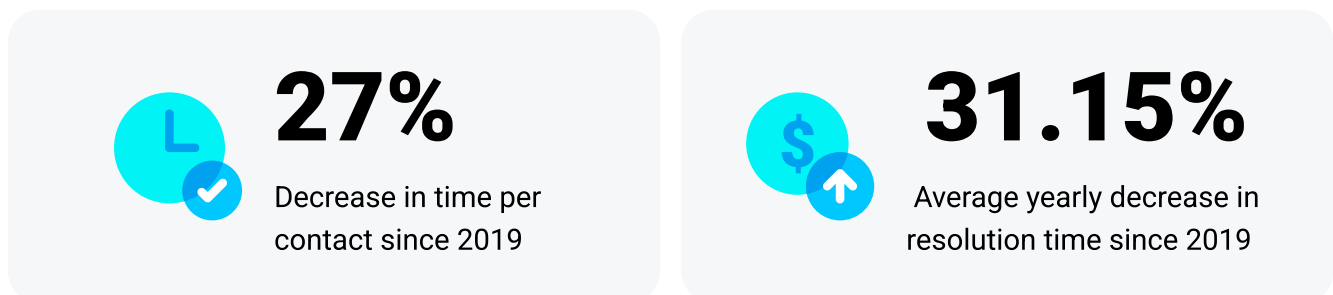 27%
Decrease in time per
contact since 2019
$
31.15%
Average yearly decrease in
resolution time since 2019